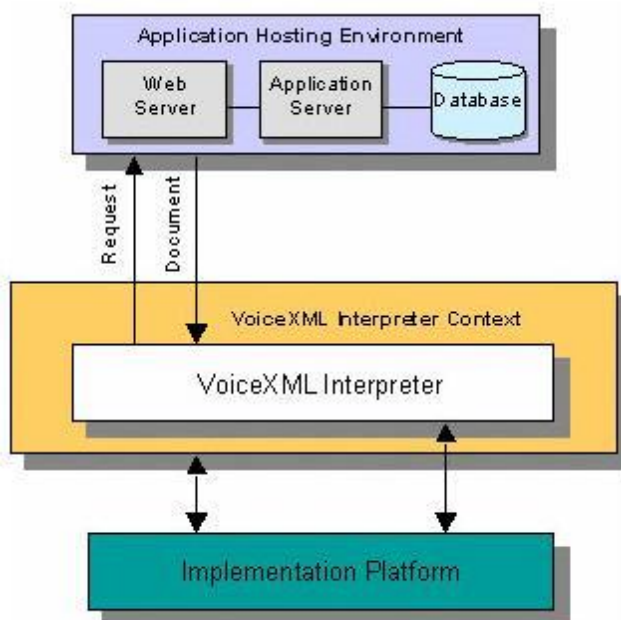 Application Hosting Environment
Web
Server
Application
Server
Database
Request
Document
VoiceXML Interpreter Context
VoiceXML Interpreter
Implementation Platform